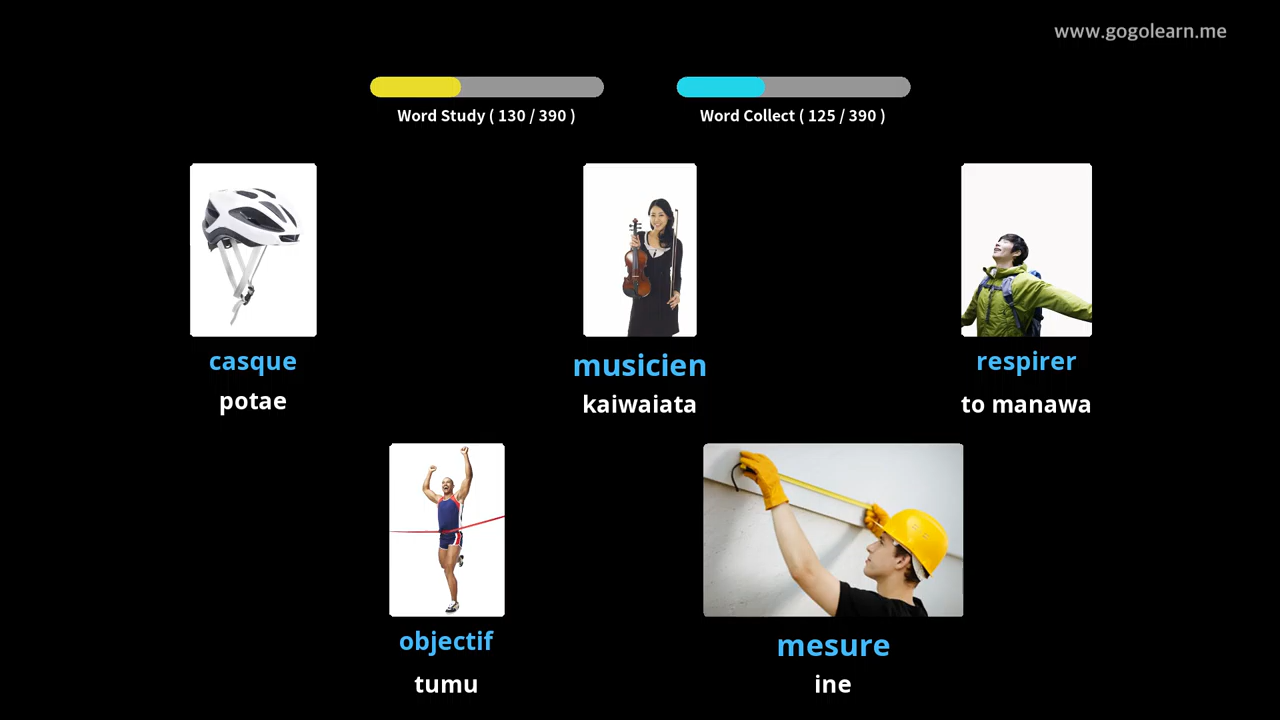 www.gogolearn.me
Word Study ( 130 / 390 )
Word Collect ( 125 / 390 )
casque
musicien
respirer
potae
kaiwaiata
to manawa
objectif
mesure
tumu
ine